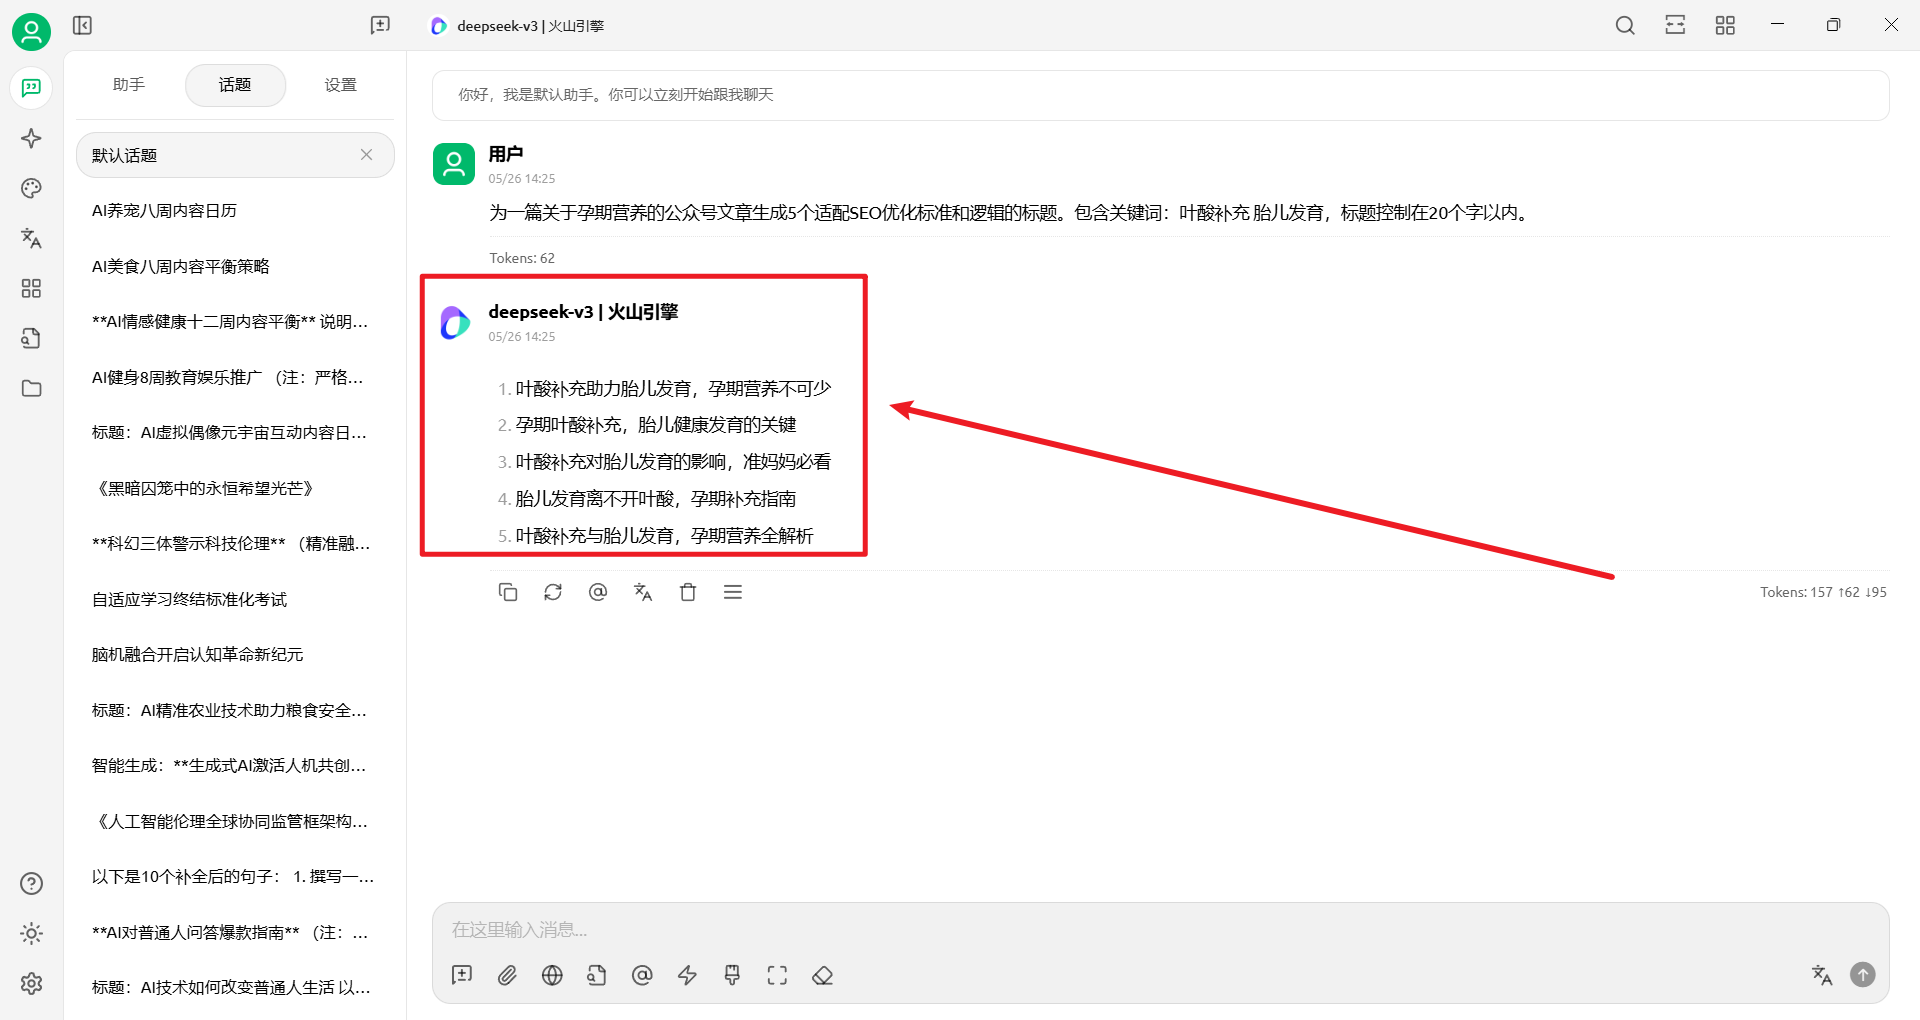 deepseek-v3 | 火山引擎
助手
话题
设置
默认话题
AI养宠八周内容日历
AI美食八周内容平衡策略
**AI情感健康十二周内容平衡** 说明...
AI健身8周教育娱乐推广 （注：严格...
标题：AI虚拟偶像元宇宙互动内容日...
《黑暗囚笼中的永恒希望光芒》
**科幻三体警示科技伦理** （精准融...
自适应学习终结标准化考试
脑机融合开启认知革命新纪元
标题：AI精准农业技术助力粮食安全...
智能生成：**生成式AI激活人机共创...
《人工智能伦理全球协同监管框架构...
以下是10个补全后的句子： 1. 撰写一...
**AI对普通人问答爆款指南** （注：...
标题：AI技术如何改变普通人生活 以...
你好，我是默认助手。你可以立刻开始跟我聊天
用户
05/26 14:25
为一篇关于孕期营养的公众号文章生成5个适配SEO优化标准和逻辑的标题。包含关键词：叶酸补充 胎儿发育，标题控制在20个字以内。
Tokens: 62
deepseek-v3 | 火山引擎
05/26 14:25
1. 叶酸补充助力胎儿发育，孕期营养不可少
2. 孕期叶酸补充，胎儿健康发育的关键
3. 叶酸补充对胎儿发育的影响，准妈妈必看
4. 胎儿发育离不开叶酸，孕期补充指南
5. 叶酸补充与胎儿发育，孕期营养全解析
Tokens: 157 ↑62 ↓95
在这里输入消息...